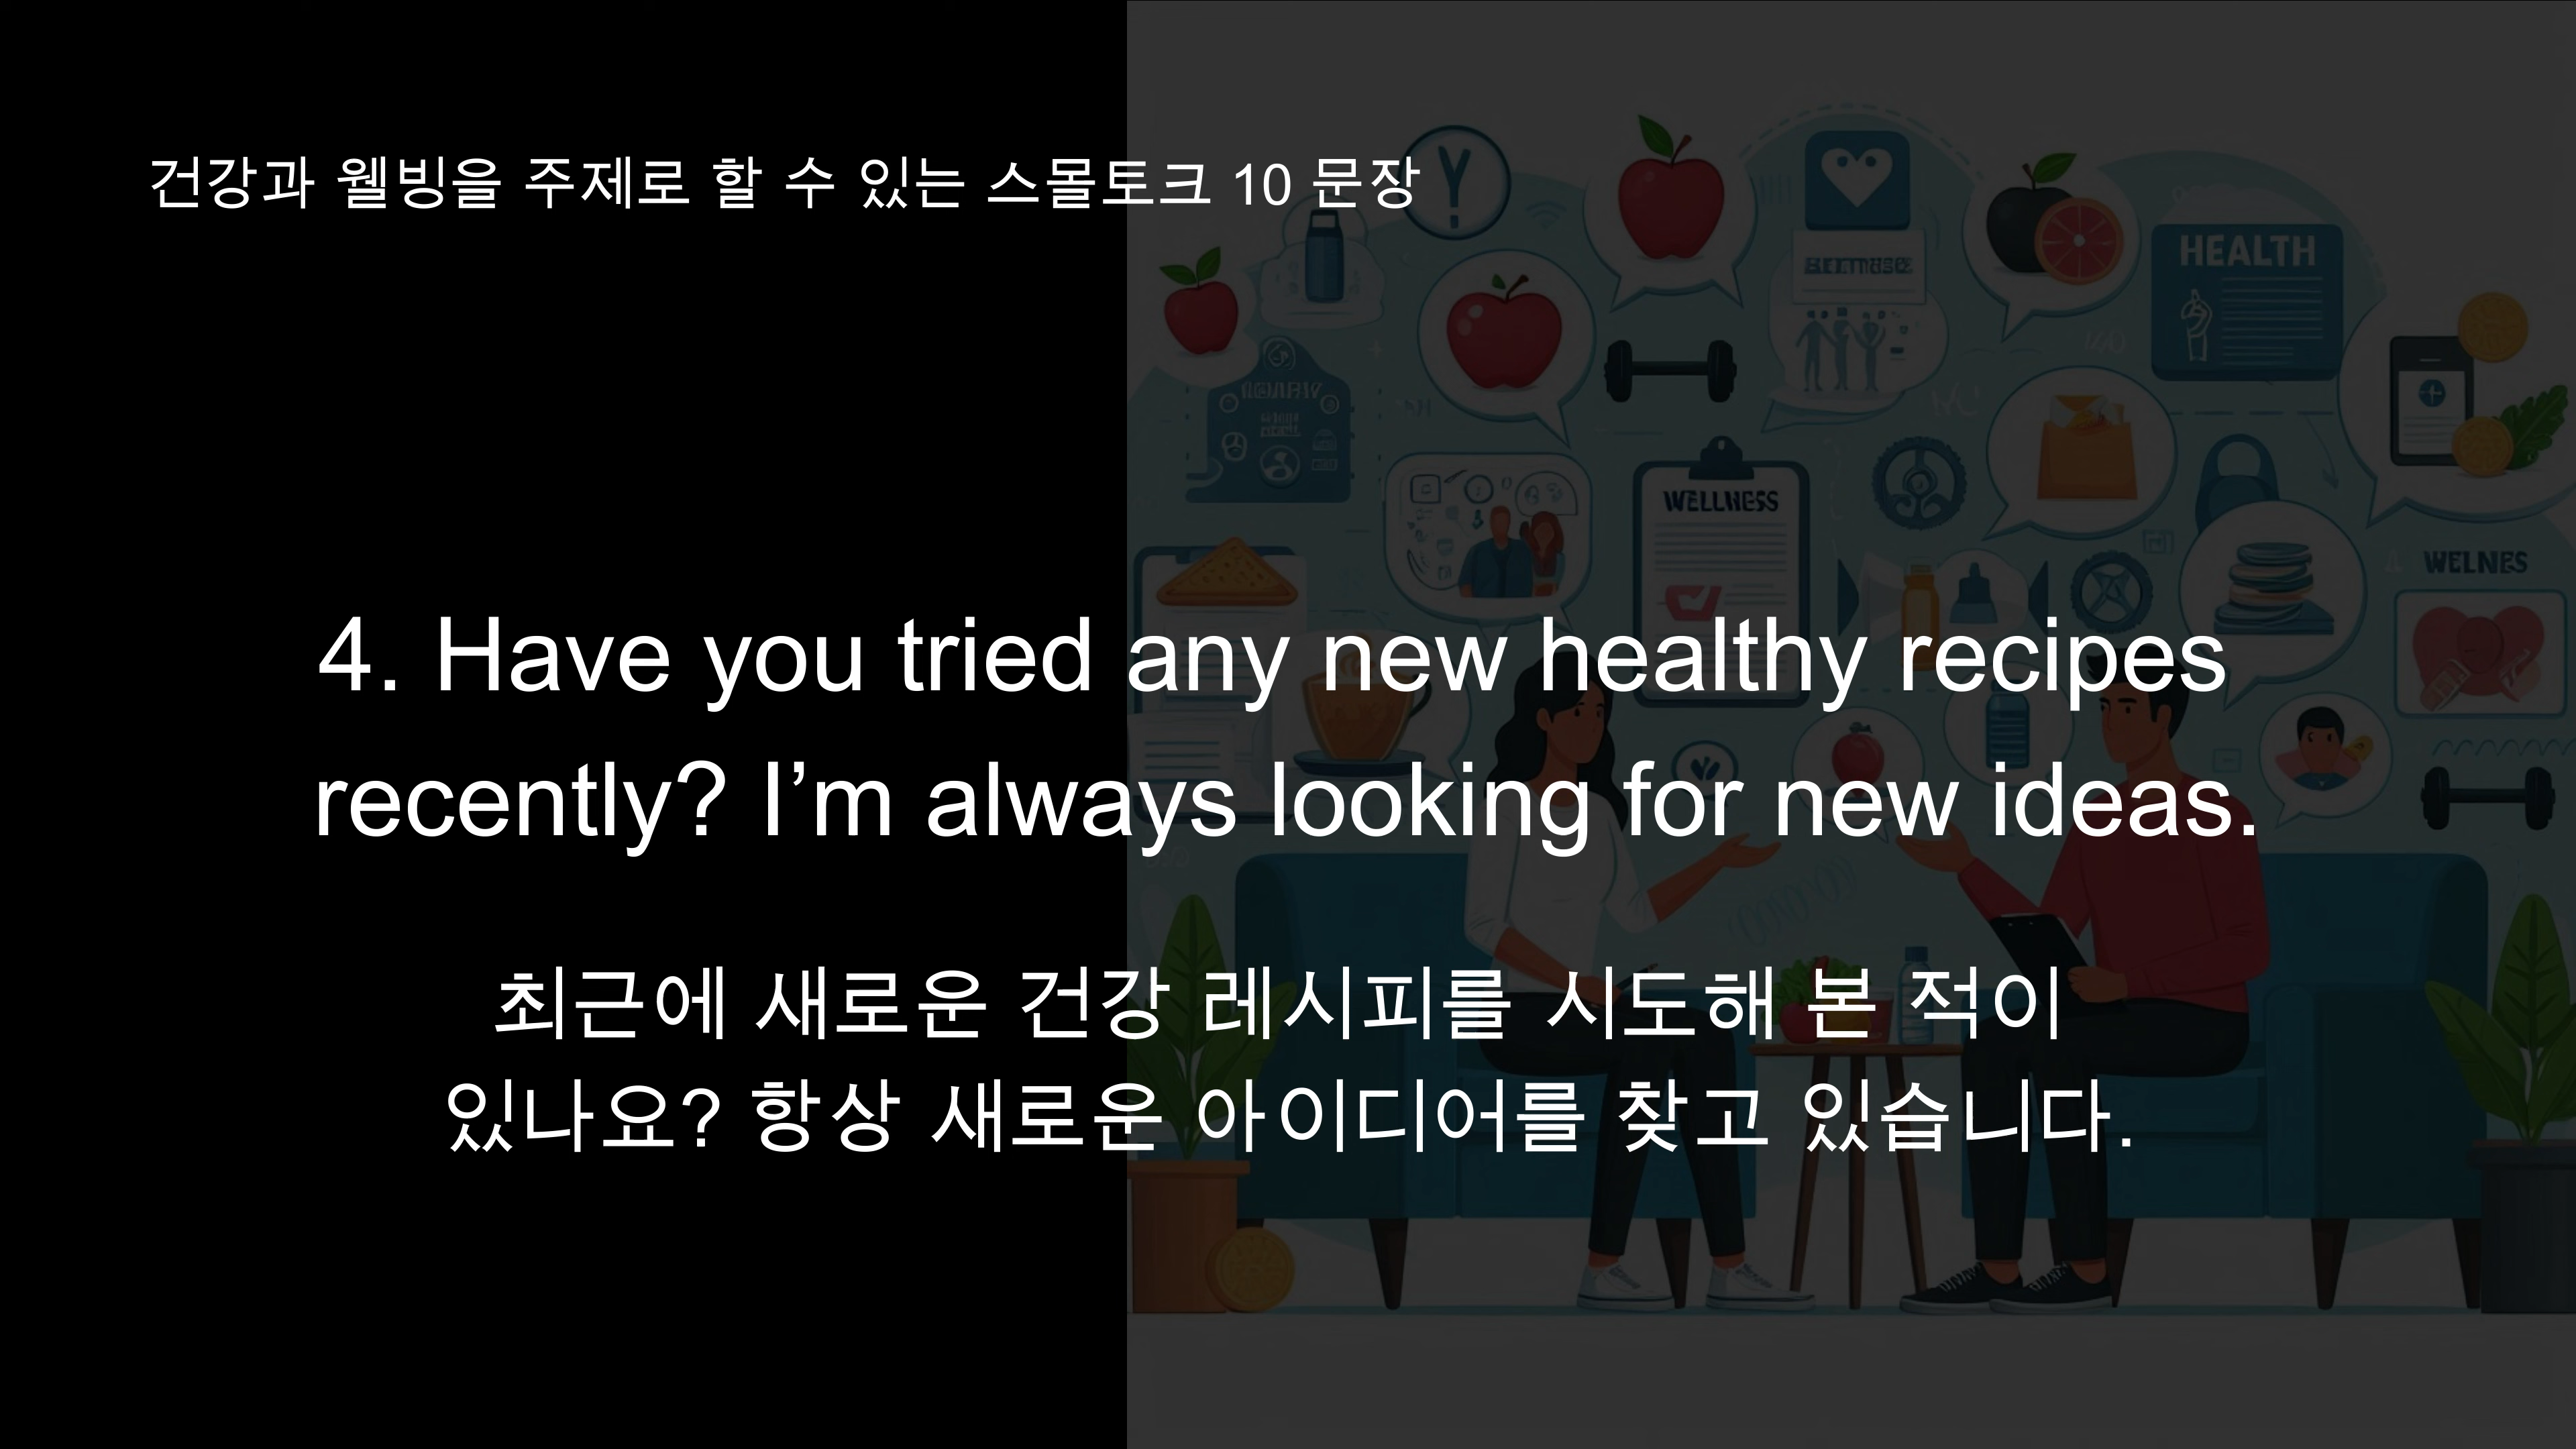 건강과 웰빙을 주제로 할 수 있는 스몰토크 10 문장
HEALTH
WELLNESS
WELNES
4. Have you tried any new healthy recipes
recently? I’m always looking for new ideas.
최근에 새로운 건강 레시피를 시도해 본 적이
있나요? 항상 새로운 아이디어를 찾고 있습니다.